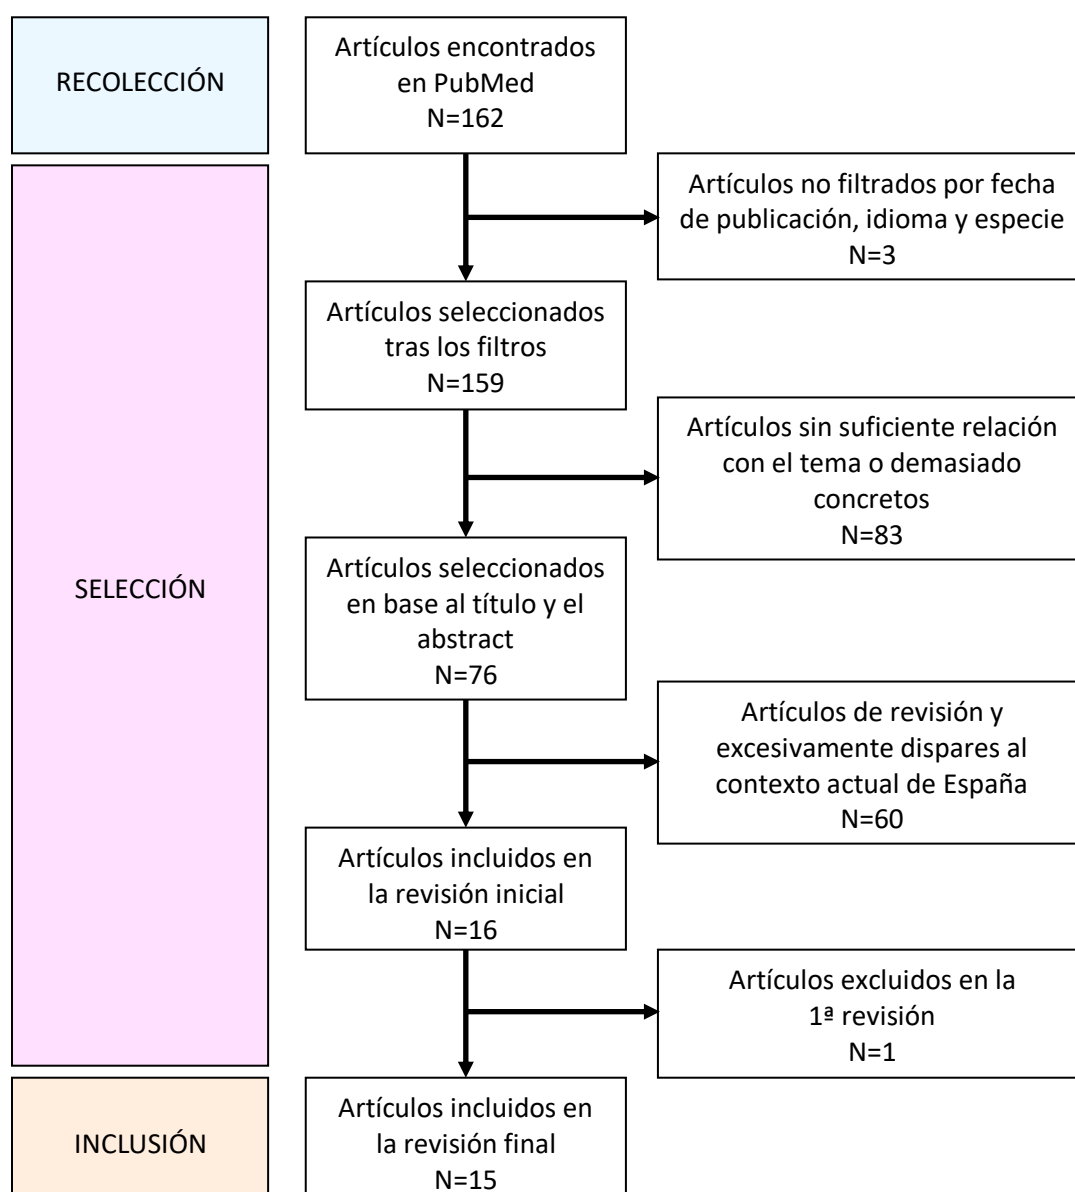 RECOLECCIÓN
Artículos encontrados
en PubMed
N=162
Artículos no filtrados por fecha
de publicación, idioma y especie
N=3
SELECCIÓN
Artículos seleccionados
tras los filtros
N=159
Artículos sin suficiente relación
con el tema o demasiado
concretos
N=83
Artículos seleccionados
en base al título y el
abstract
N=76
Artículos de revisión y
excesivamente dispares al
contexto actual de España
N=60
Artículos incluidos en
la revisión inicial
N=16
Artículos excluidos en la
1ª revisión
N=1
INCLUSIÓN
Artículos incluidos en
la revisión final
N=15